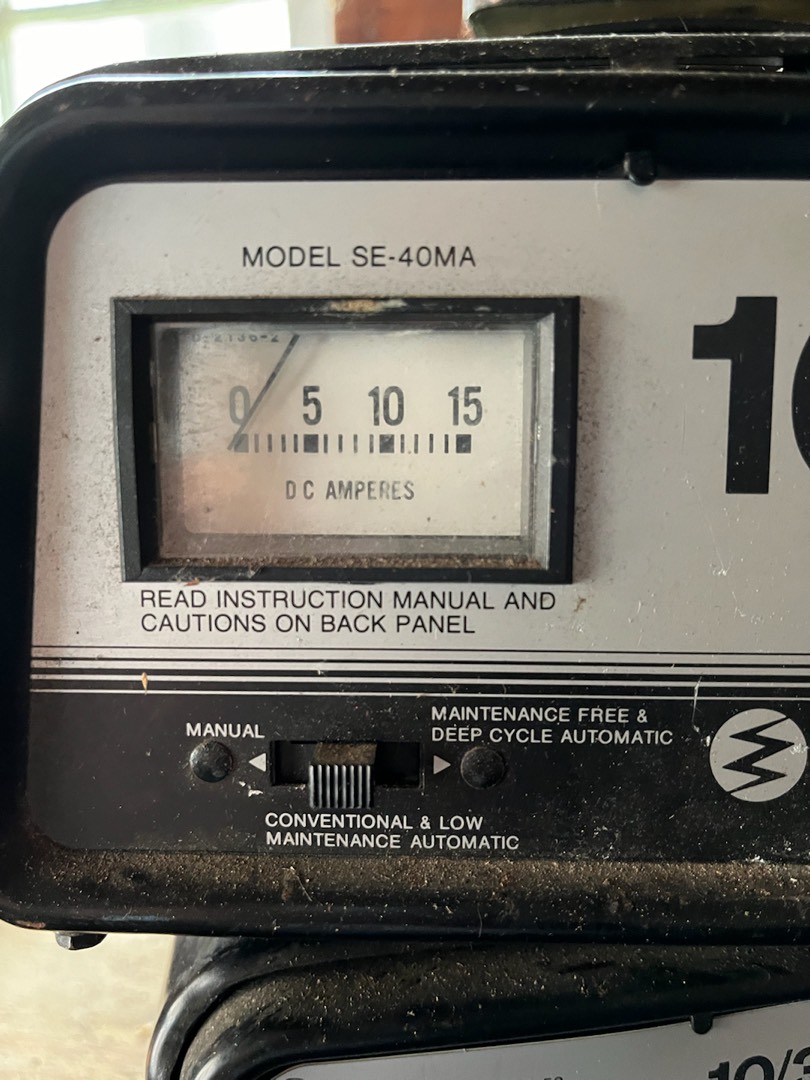 MODEL SE-40MA
0 5 10 15
DC AMPERES
READ INSTRUCTION MANUAL AND
CAUTIONS ON BACK PANEL
MANUAL
MAINTENANCE FREE &
DEEP CYCLE AUTOMATIC
CONVENTIONAL & LOW
MAINTENANCE AUTOMATIC